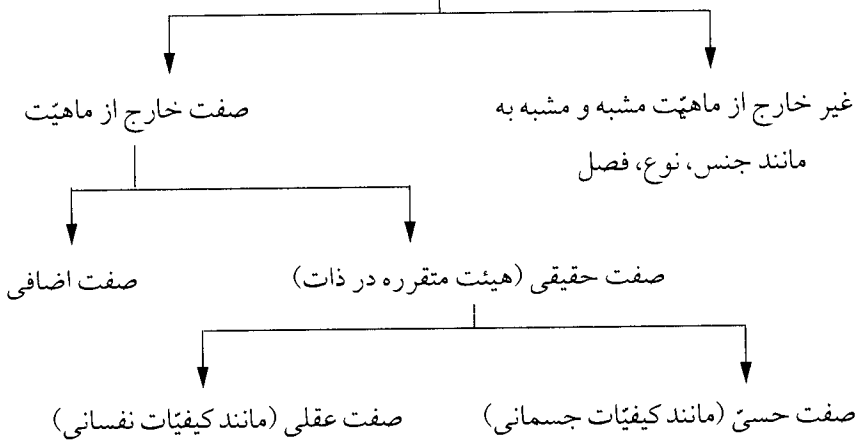 غیر خارج از ماهیّت مشبه و مشبه به
مانند جنس، نوع، فصل
صفت خارج از ماهیّت
صفت حقیقی (هیئت متقرره در ذات)
صفت اضافی
صفت حسیّ (مانند کیفیّات جسمانی)
صفت عقلی (مانند کیفیّات نفسانی)